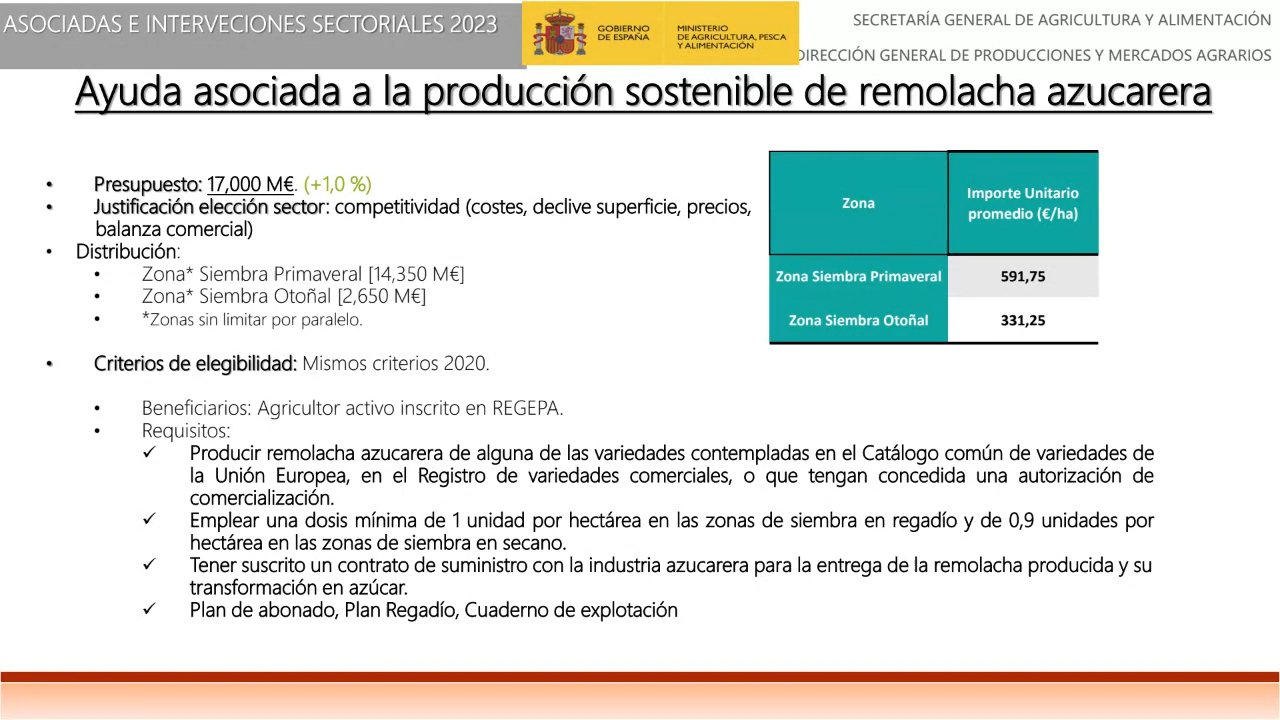 ASOCIADAS E INTERVECIONES SECTORIALES 2023
GOBIERNO
DE ESPAÑA
MINISTERIO
DE AGRICULTURA, PESCA
Y ALIMENTACIÓN
SECRETARÍA GENERAL DE AGRICULTURA Y ALIMENTACIÓN
DIRECCIÓN GENERAL DE PRODUCCIONES Y MERCADOS AGRARIOS
Ayuda asociada a la producción sostenible de remolacha azucarera
• Presupuesto: 17,000 M€. (+1,0 %)
• Justificación elección sector: competitividad (costes, declive superficie, precios,
balanza comercial)
• Distribución:
• Zona* Siembra Primaveral [14,350 M€]
• Zona* Siembra Otoñal [2,650 M€]
• *Zonas sin limitar por paralelo.
Zona
Importe Unitario
promedio (€/ha)
Zona Siembra Primaveral 591,75
Zona Siembra Otoñal 331,25
• Criterios de elegibilidad: Mismos criterios 2020.
• Beneficiarios: Agricultor activo inscrito en REGEPA.
• Requisitos:
✓ Producir remolacha azucarera de alguna de las variedades contempladas en el Catálogo común de variedades de
la Unión Europea, en el Registro de variedades comerciales, o que tengan concedida una autorización de
comercialización.
✓ Emplear una dosis mínima de 1 unidad por hectárea en las zonas de siembra en regadío y de 0,9 unidades por
hectárea en las zonas de siembra en secano.
✓ Tener suscrito un contrato de suministro con la industria azucarera para la entrega de la remolacha producida y su
transformación en azúcar.
✓ Plan de abonado, Plan Regadío, Cuaderno de explotación